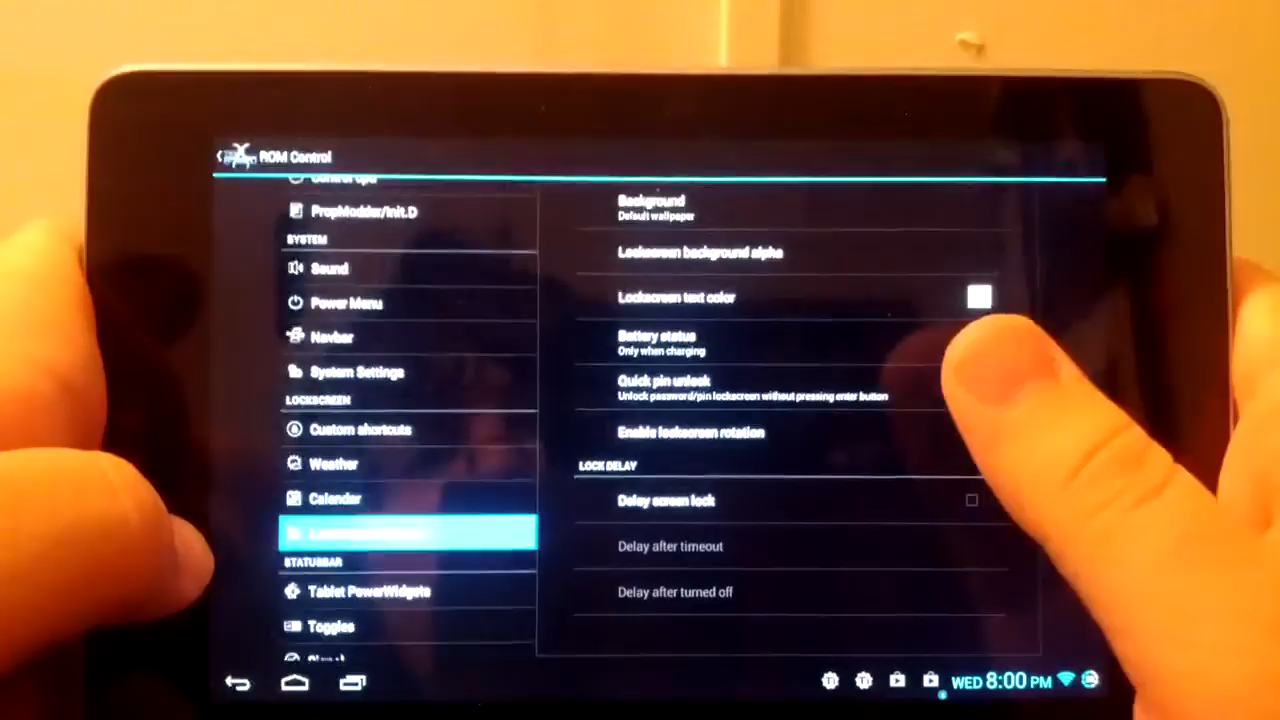 ROM Control
Control cpu
PropModder/Init.D
SYSTEM
Sound
Power Menu
Navbar
System Settings
LOCKSCREEN
Custom shortcuts
Weather
Calendar
STATUSBAR
Tablet PowerWidgets
Toggles
Background
Default wallpaper
Lockscreen background alpha
Lockscreen text color
Battery status
Only when charging
Quick pin unlock
Unlock password/pin lockscreen without pressing enter button
Enable lockscreen rotation
LOCK DELAY
Delay screen lock
Delay after timeout
Delay after turned off
WED 8:00 PM